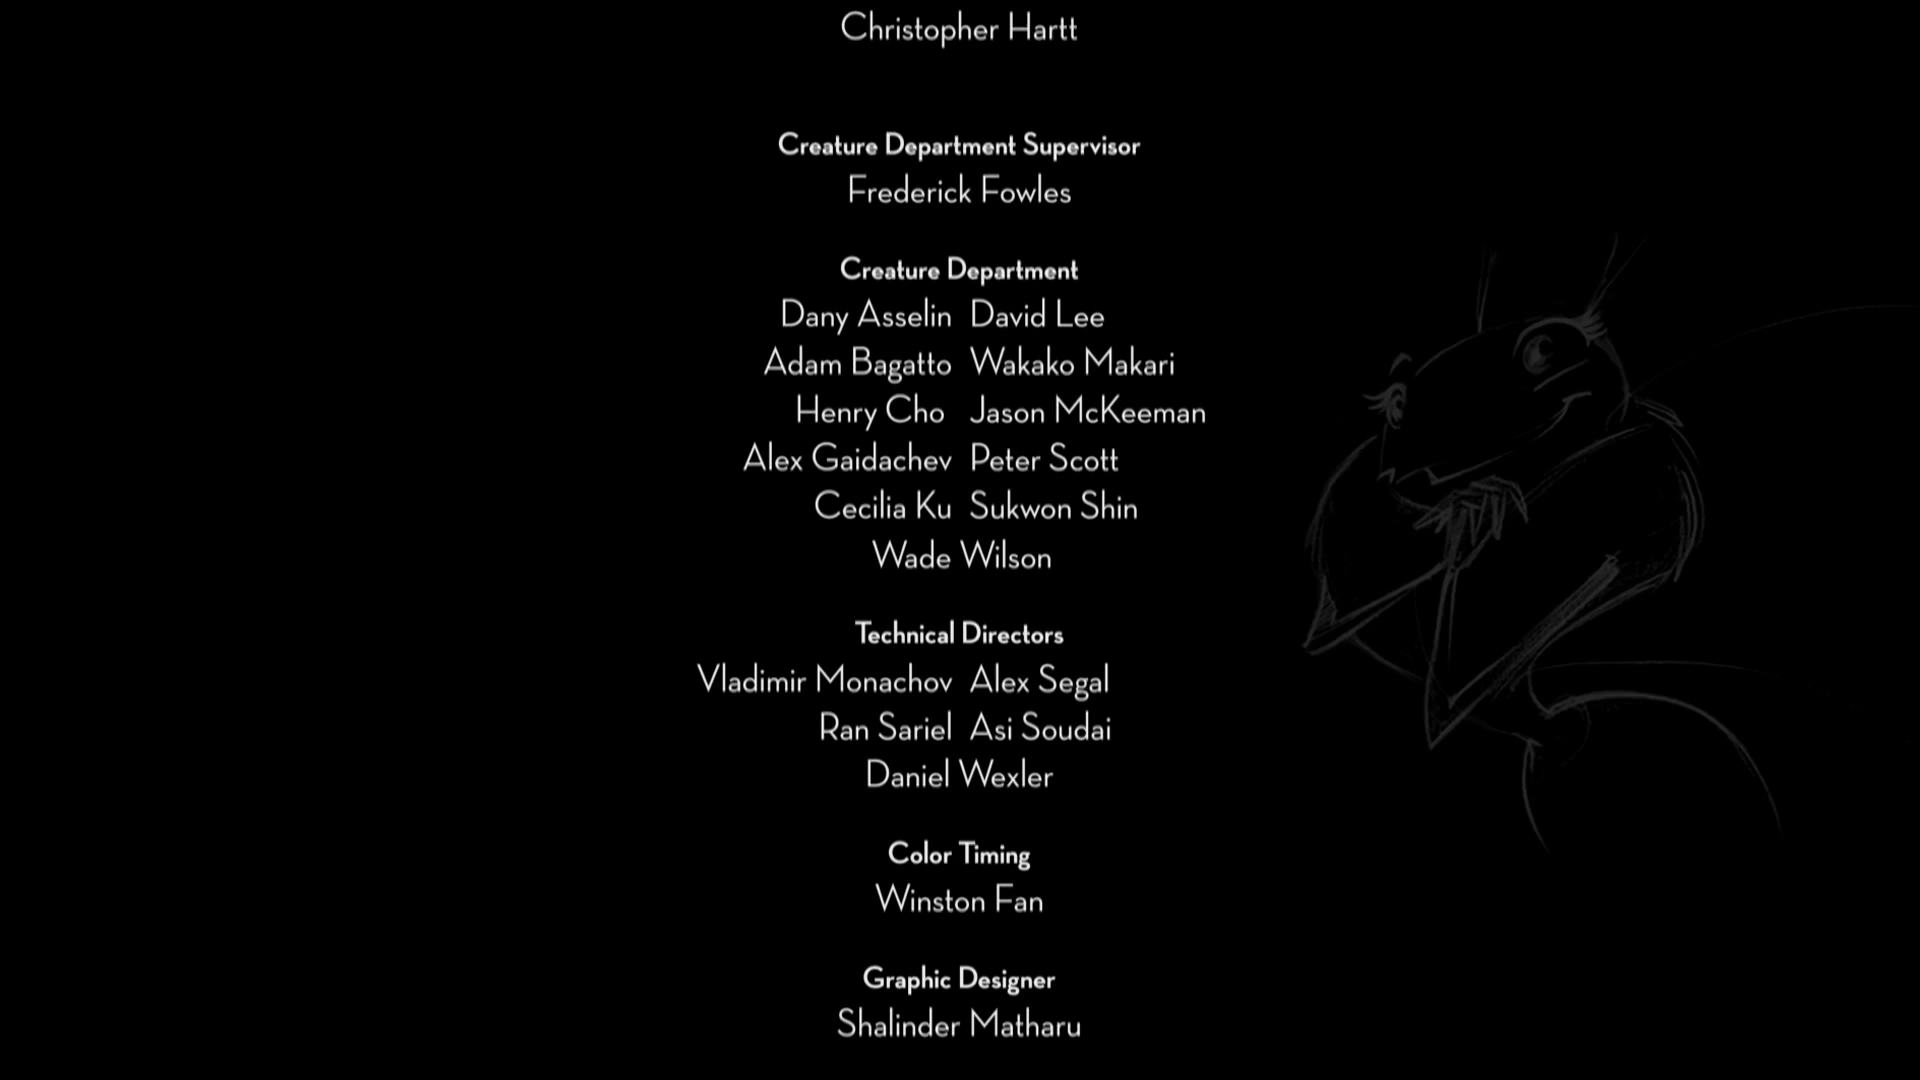 Christopher Hartt
Creature Department Supervisor
Frederick Fowles
Creature Department
Dany Asselin David Lee
Adam Bagatto Wakako Makari
Henry Cho Jason McKeeman
Alex Gaidachev Peter Scott
Cecilia Ku Sukwon Shin
Wade Wilson
Technical Directors
Vladimir Monachov Alex Segal
Ran Sariel Asi Soudai
Daniel Wexler
Color Timing
Winston Fan
Graphic Designer
Shalinder Matharu